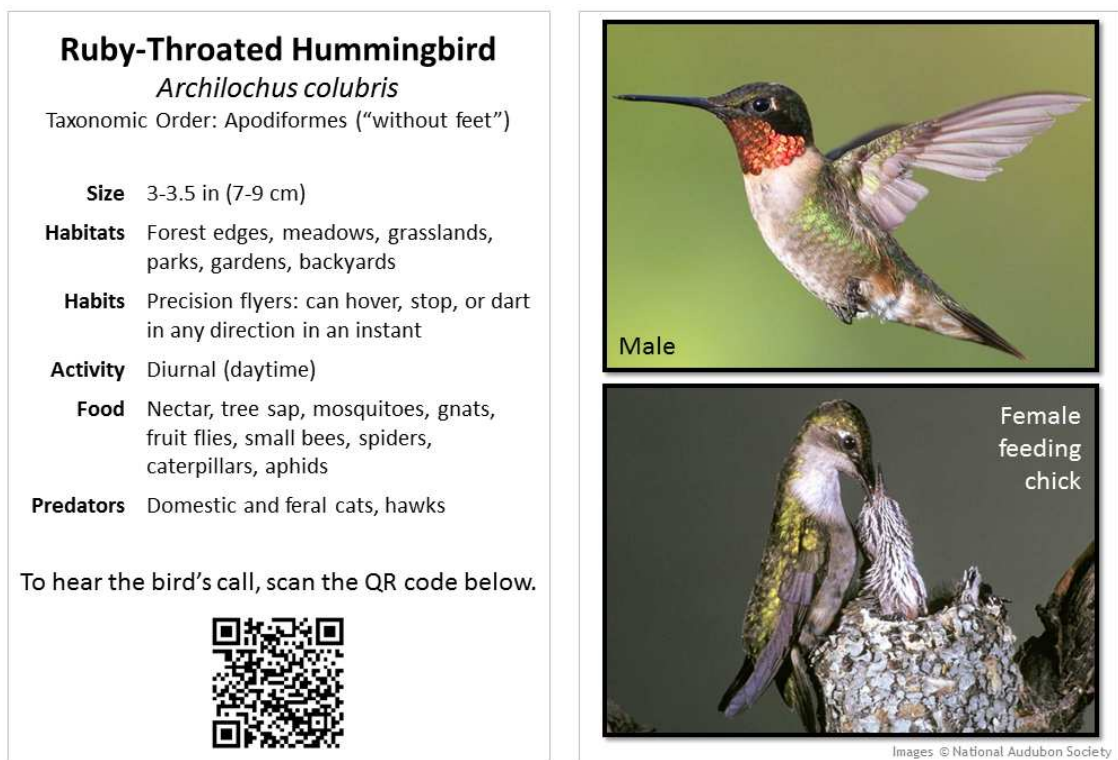 Ruby-Throated Hummingbird
Archilochus colubris
Taxonomic Order: Apodiformes (“without feet”)
Size 3-3.5 in (7-9 cm)
Habitats Forest edges, meadows, grasslands,
parks, gardens, backyards
Habits Precision flyers: can hover, stop, or dart
in any direction in an instant
Activity Diurnal (daytime)
Food Nectar, tree sap, mosquitoes, gnats,
fruit flies, small bees, spiders,
caterpillars, aphids
Predators Domestic and feral cats, hawks
To hear the bird’s call, scan the QR code below.
Male
Female
feeding
chick
Images © National Audubon Society